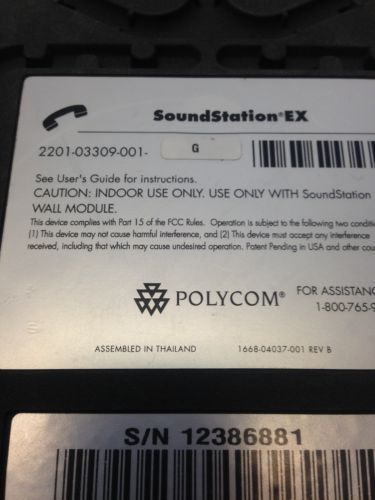 SoundStation®EX
2201-03309-001- G
See User's Guide for instructions.
CAUTION: INDOOR USE ONLY. USE ONLY WITH SoundStation
WALL MODULE.
This device complies with Part 15 of the FCC Rules. Operation is subject to the following two
(1) This device may not cause harmful interference, and (2) This device must accept any interference
received, including that which may cause undesired operation. Patent Pending in USA and other
POLYCOM®
FOR
1-800-765-9
ASSEMBLED IN THAILAND 1668-04037-001 REV B
S/N 12386881